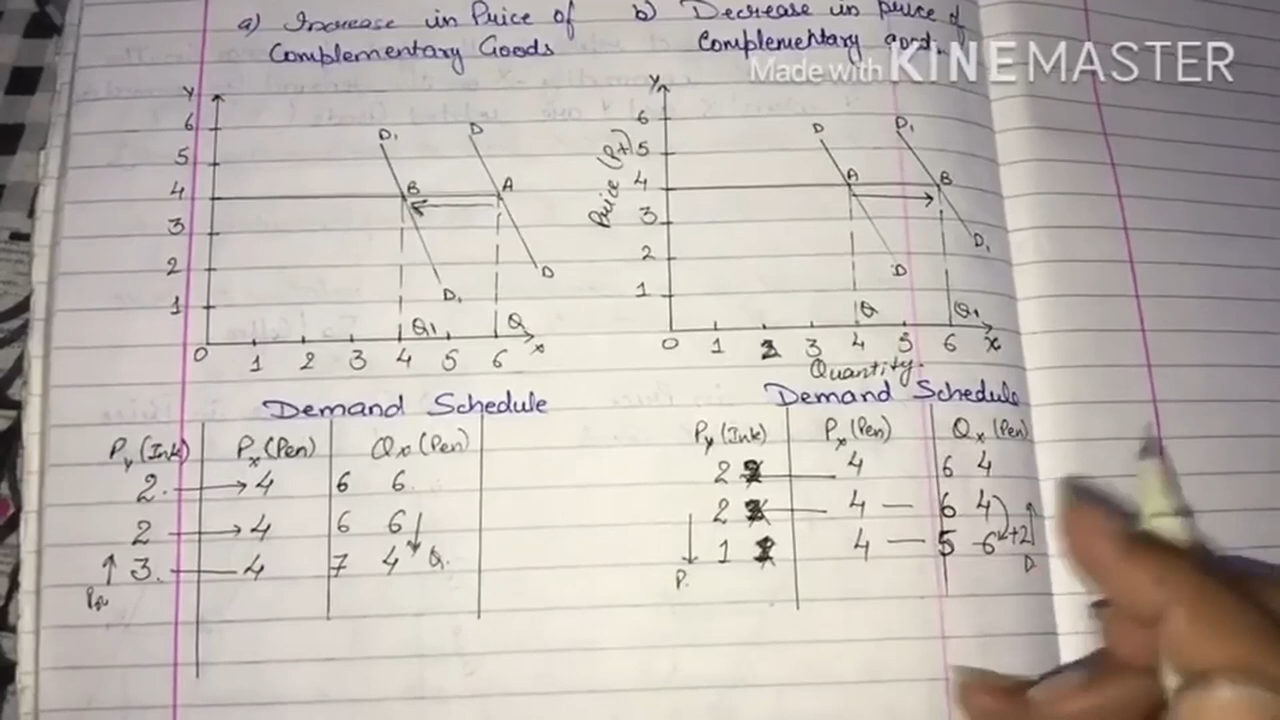 a) Increase in Price of
Complementary Goods
b) Decrease in price of
Complementary good.
Made with KINEMASTER
Y
6
5
4
3
2
1
0 1 2 3 4 5 6 x
D1 D
B A
D
D1
Q1 Q
Y
Price (Px)
6
5
4
3
2
1
0 1 2 3 4 5 6 x
D D1
A B
D1
D
Q Q1
Quantity.
Demand Schedule
Py (Ink) Px (Pen) Qx (Pen)
2 → 4 6 6
2 → 4 6 6
↑ 3. — 4 7 4 Q.
Demand Schedule
Py (Ink) Px (Pen) Qx (Pen)
2 4 6 4
2 4 — 6 4
1 4 — 5 6 +2
P. D